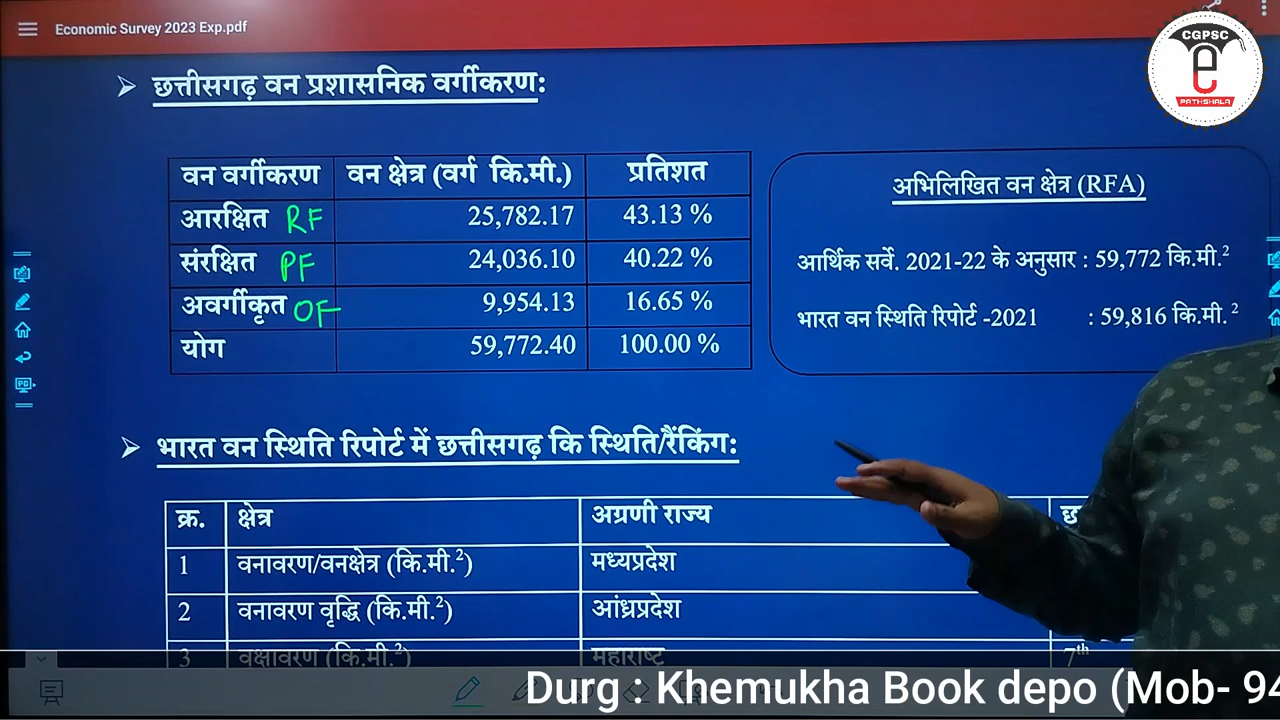 Economic Survey 2023 Exp.pdf
CGPSC
e
PATHSHALA
छत्तीसगढ़ वन प्रशासनिक वर्गीकरण:
वन वर्गीकरण वन क्षेत्र (वर्ग कि.मी.) प्रतिशत
आरक्षित RF 25,782.17 43.13 %
संरक्षित PF 24,036.10 40.22 %
अवर्गीकृत OF 9,954.13 16.65 %
योग 59,772.40 100.00 %
अभिलिखित वन क्षेत्र (RFA)
आर्थिक सर्वे. 2021-22 के अनुसार : 59,772 कि.मी.²
भारत वन स्थिति रिपोर्ट -2021 : 59,816 कि.मी. ²
भारत वन स्थिति रिपोर्ट में छत्तीसगढ़ कि स्थिति/रैंकिंग:
क्र. क्षेत्र अग्रणी राज्य छ
1 वनावरण/वनक्षेत्र (कि.मी.²) मध्यप्रदेश
2 वनावरण वृद्धि (कि.मी.²) आंध्रप्रदेश
3 वृक्षावरण (कि.मी.²) महाराष्ट्र 7th
Durg : Khemukha Book depo (Mob- 94